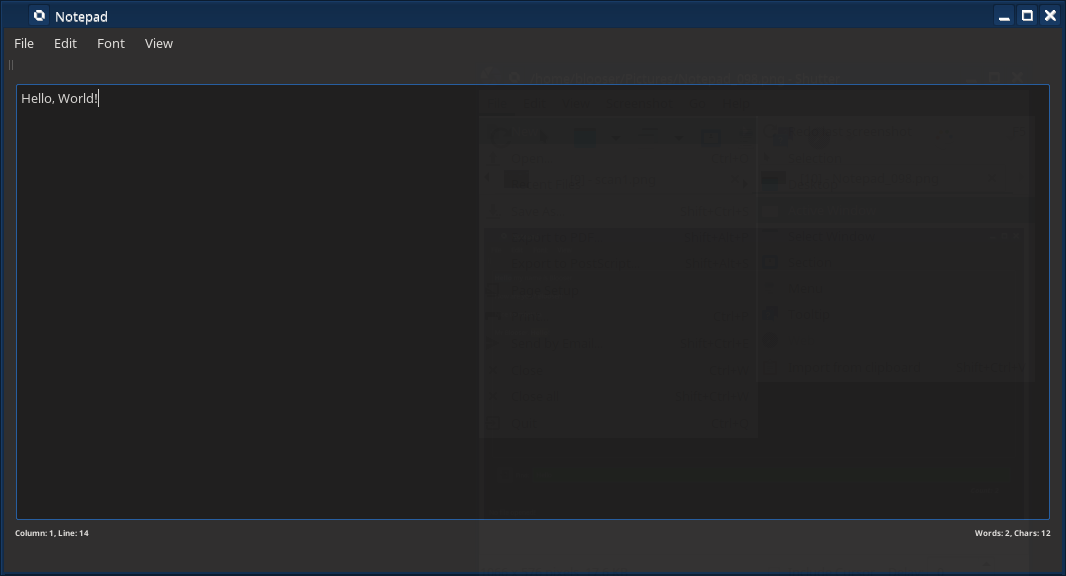 Notepad
File Edit Font View
Hello, World!
Column: 1, Line: 14
Words: 2, Chars: 12